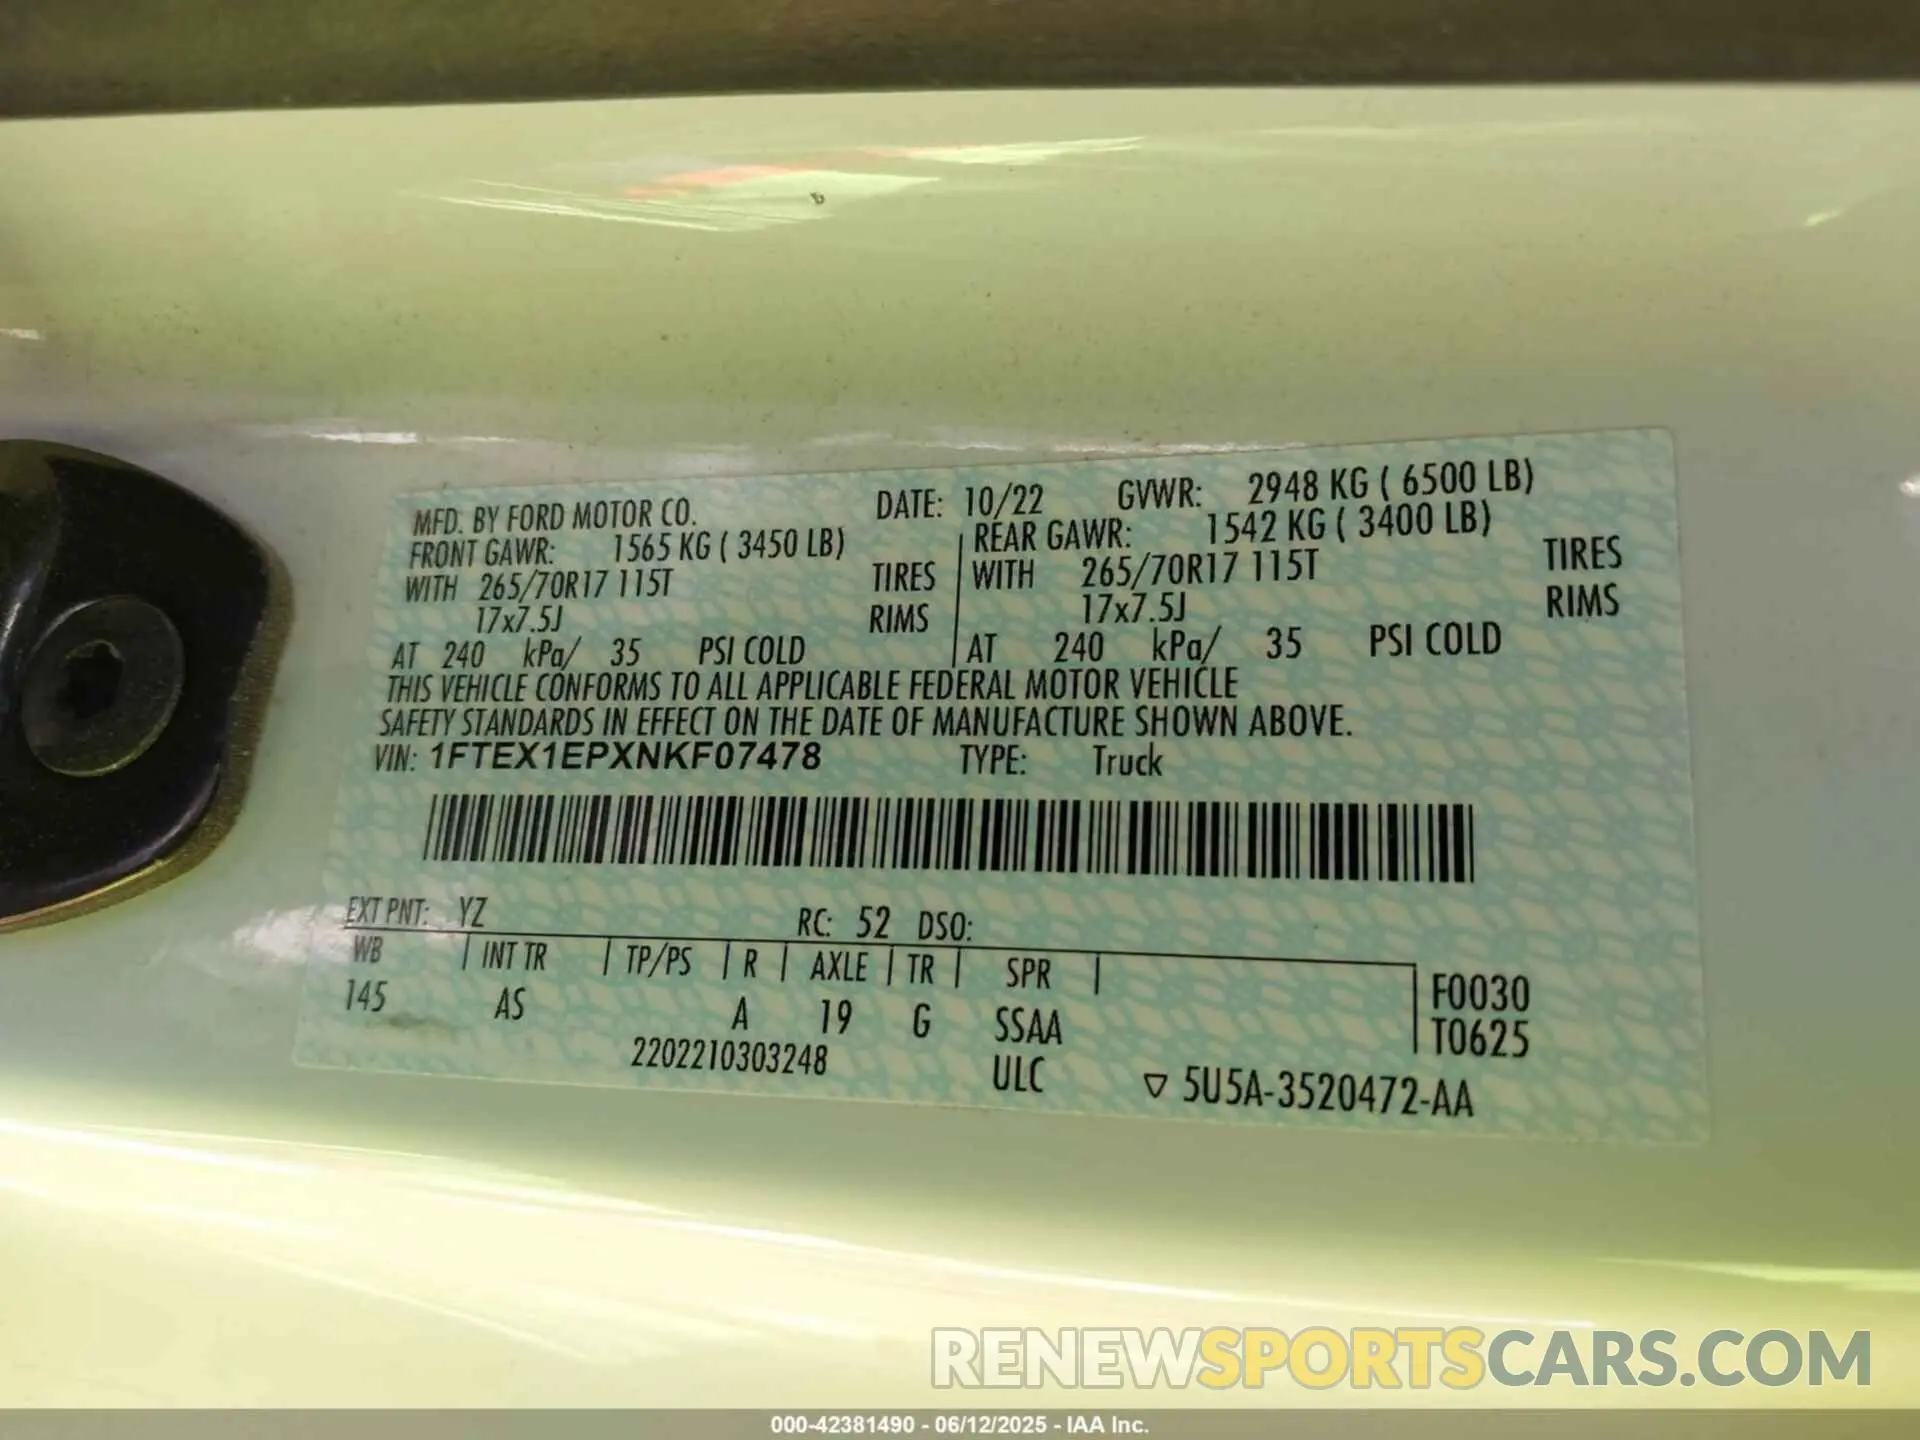 MFD. BY FORD MOTOR CO. DATE: 10/22 GVWR: 2948 KG ( 6500 LB)
FRONT GAWR: 1565 KG ( 3450 LB) REAR GAWR: 1542 KG ( 3400 LB)
WITH 265/70R17 115T TIRES WITH 265/70R17 115T TIRES
17x7.5J RIMS 17x7.5J RIMS
AT 240 kPa/ 35 PSI COLD AT 240 kPa/ 35 PSI COLD
THIS VEHICLE CONFORMS TO ALL APPLICABLE FEDERAL MOTOR VEHICLE
SAFETY STANDARDS IN EFFECT ON THE DATE OF MANUFACTURE SHOWN ABOVE.
VIN: 1FTEX1EPXNKF07478 TYPE: Truck
EXT PNT: YZ RC: 52 DSO:
WB INT TR TP/PS R AXLE TR SPR F0030
145 AS A 19 G SSAA T0625
2202210303248 ULC ▽ 5U5A-3520472-AA
RENEWSPORTSCARS.COM
000-42381490 - 06/12/2025 - IAA Inc.